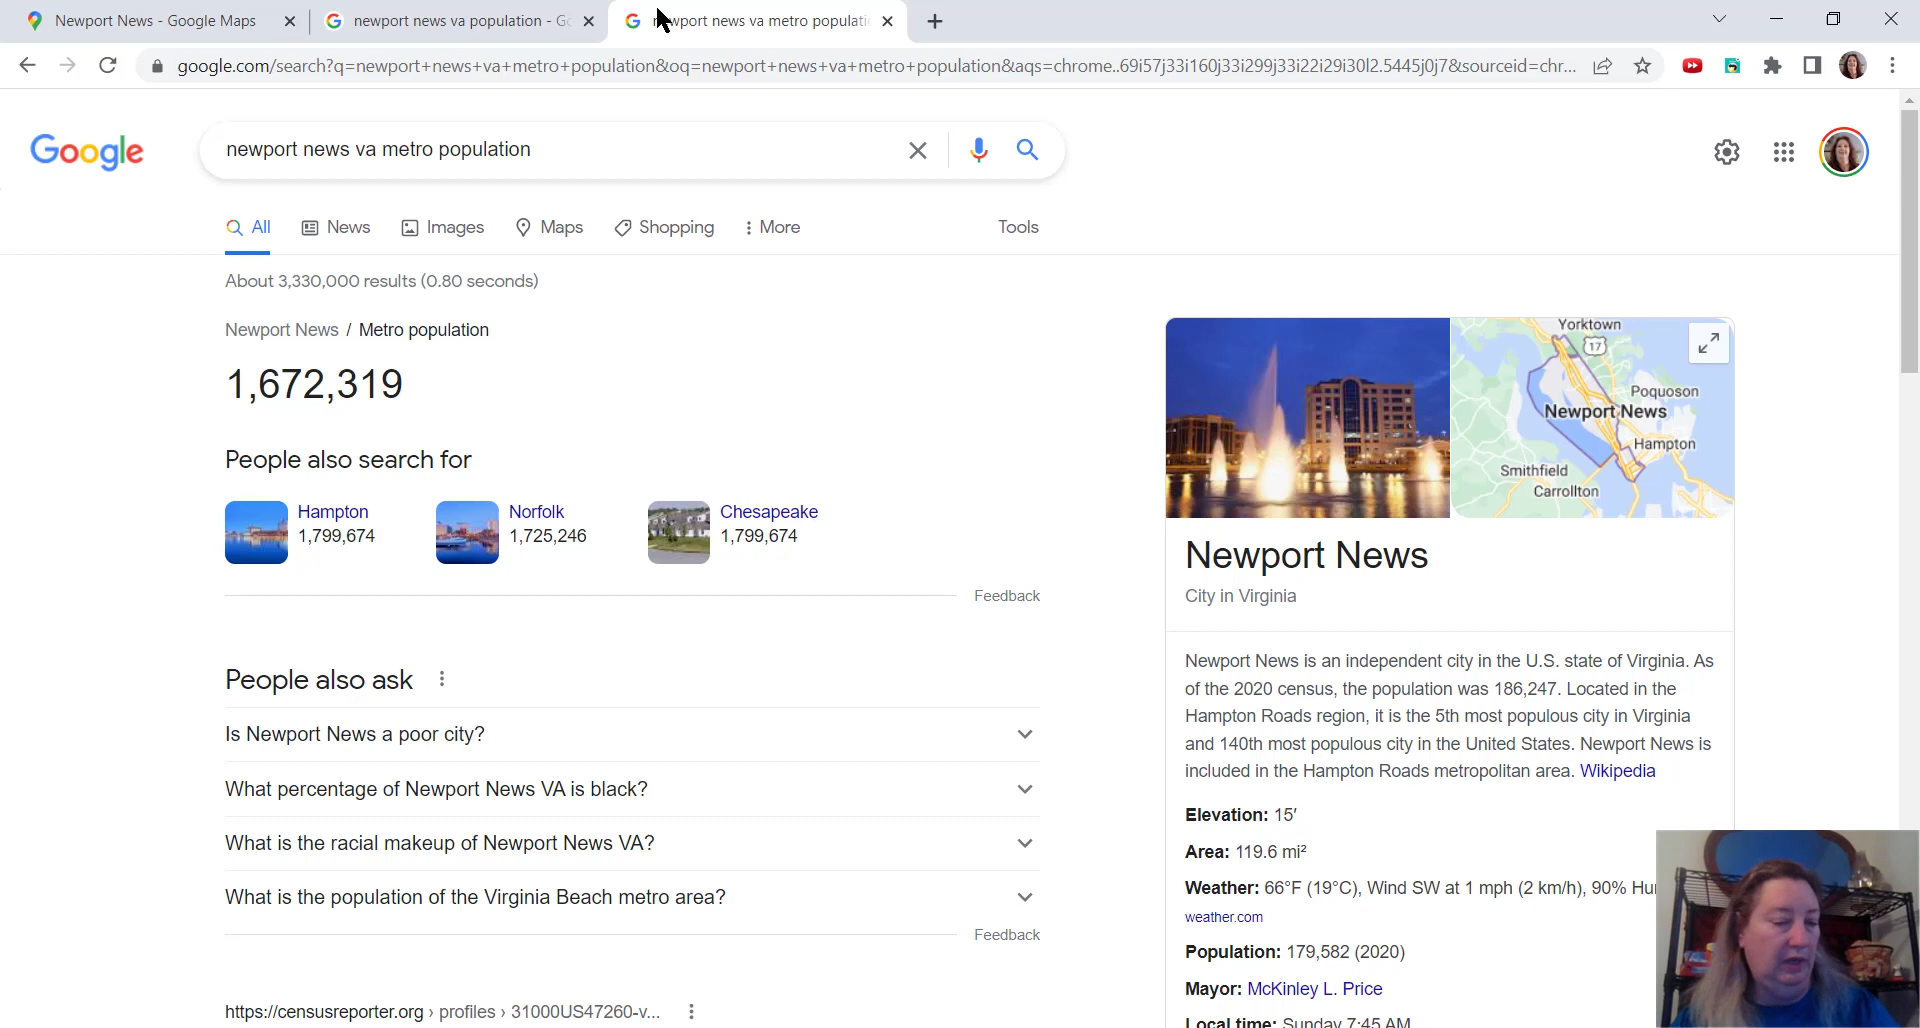 Newport News - Google Maps
newport news va population - Go
newport news va metro populati
google.com/search?q=newport+news+va+metro+population&oq=newport+news+va+metro+population&aqs=chrome..69i57j33i160j33i299j33i22i29i30l2.5445j0j7&sourceid=chr...
Google
newport news va metro population
All
News
Images
Maps
Shopping
More
Tools
About 3,330,000 results (0.80 seconds)
Newport News / Metro population
1,672,319
People also search for
Hampton
1,799,674
Norfolk
1,725,246
Chesapeake
1,799,674
Feedback
People also ask
Is Newport News a poor city?
What percentage of Newport News VA is black?
What is the racial makeup of Newport News VA?
What is the population of the Virginia Beach metro area?
Feedback
https://censusreporter.org › profiles › 31000US47260-v...
Yorktown
17
Poquoson
Newport News
Hampton
Smithfield
Carrollton
Newport News
City in Virginia
Newport News is an independent city in the U.S. state of Virginia. As
of the 2020 census, the population was 186,247. Located in the
Hampton Roads region, it is the 5th most populous city in Virginia
and 140th most populous city in the United States. Newport News is
included in the Hampton Roads metropolitan area. Wikipedia
Elevation: 15′
Area: 119.6 mi²
Weather: 66°F (19°C), Wind SW at 1 mph (2 km/h), 90% Hu
weather.com
Population: 179,582 (2020)
Mayor: McKinley L. Price
Local time: Sunday 7:45 AM